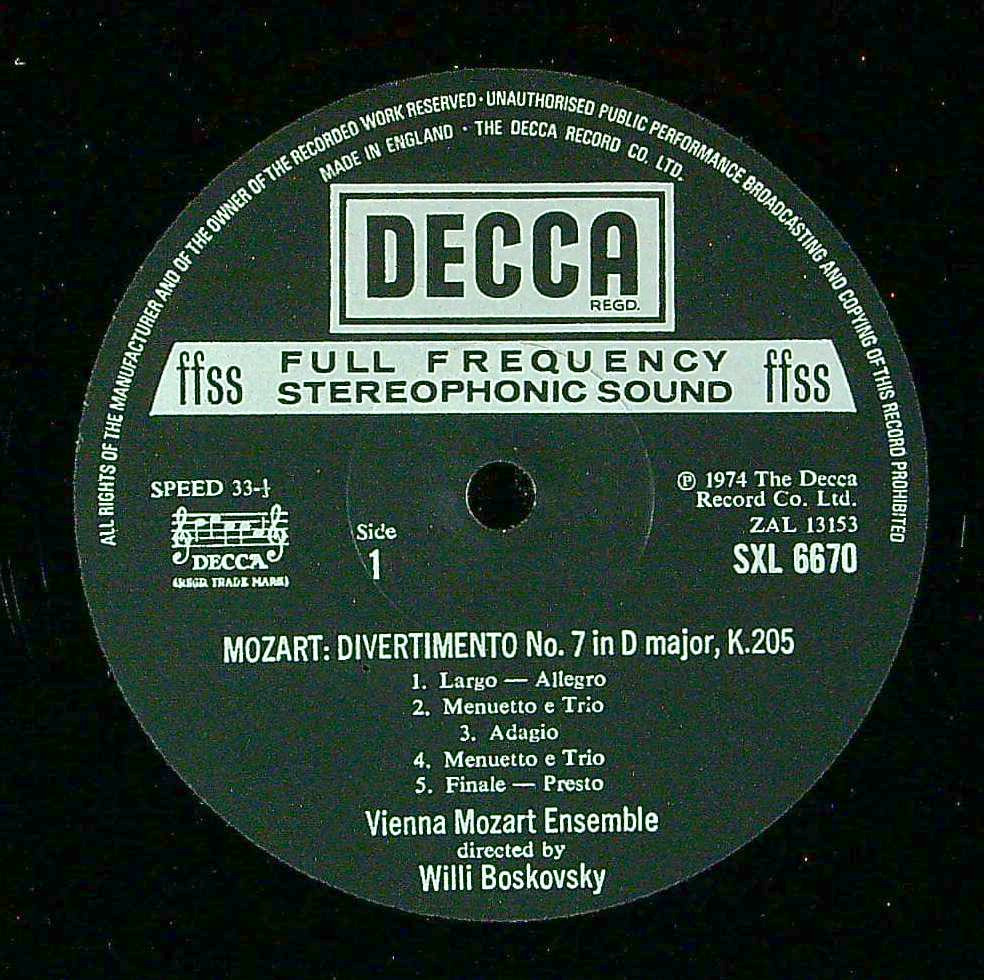 ALL RIGHTS OF THE MANUFACTURER AND OF THE OWNER OF THE RECORDED WORK RESERVED · UNAUTHORISED PUBLIC PERFORMANCE BROADCASTING AND COPYING OF THIS RECORD PROHIBITED
MADE IN ENGLAND · THE DECCA RECORD CO. LTD.
DECCA
REGD.
ffss FULL FREQUENCY STEREOPHONIC SOUND ffss
SPEED 33-⅓
DECCA
(REGD. TRADE MARK)
Side
1
℗ 1974 The Decca
Record Co. Ltd.
ZAL 13153
SXL 6670
MOZART: DIVERTIMENTO No. 7 in D major, K.205
1. Largo — Allegro
2. Menuetto e Trio
3. Adagio
4. Menuetto e Trio
5. Finale — Presto
Vienna Mozart Ensemble
directed by
Willi Boskovsky